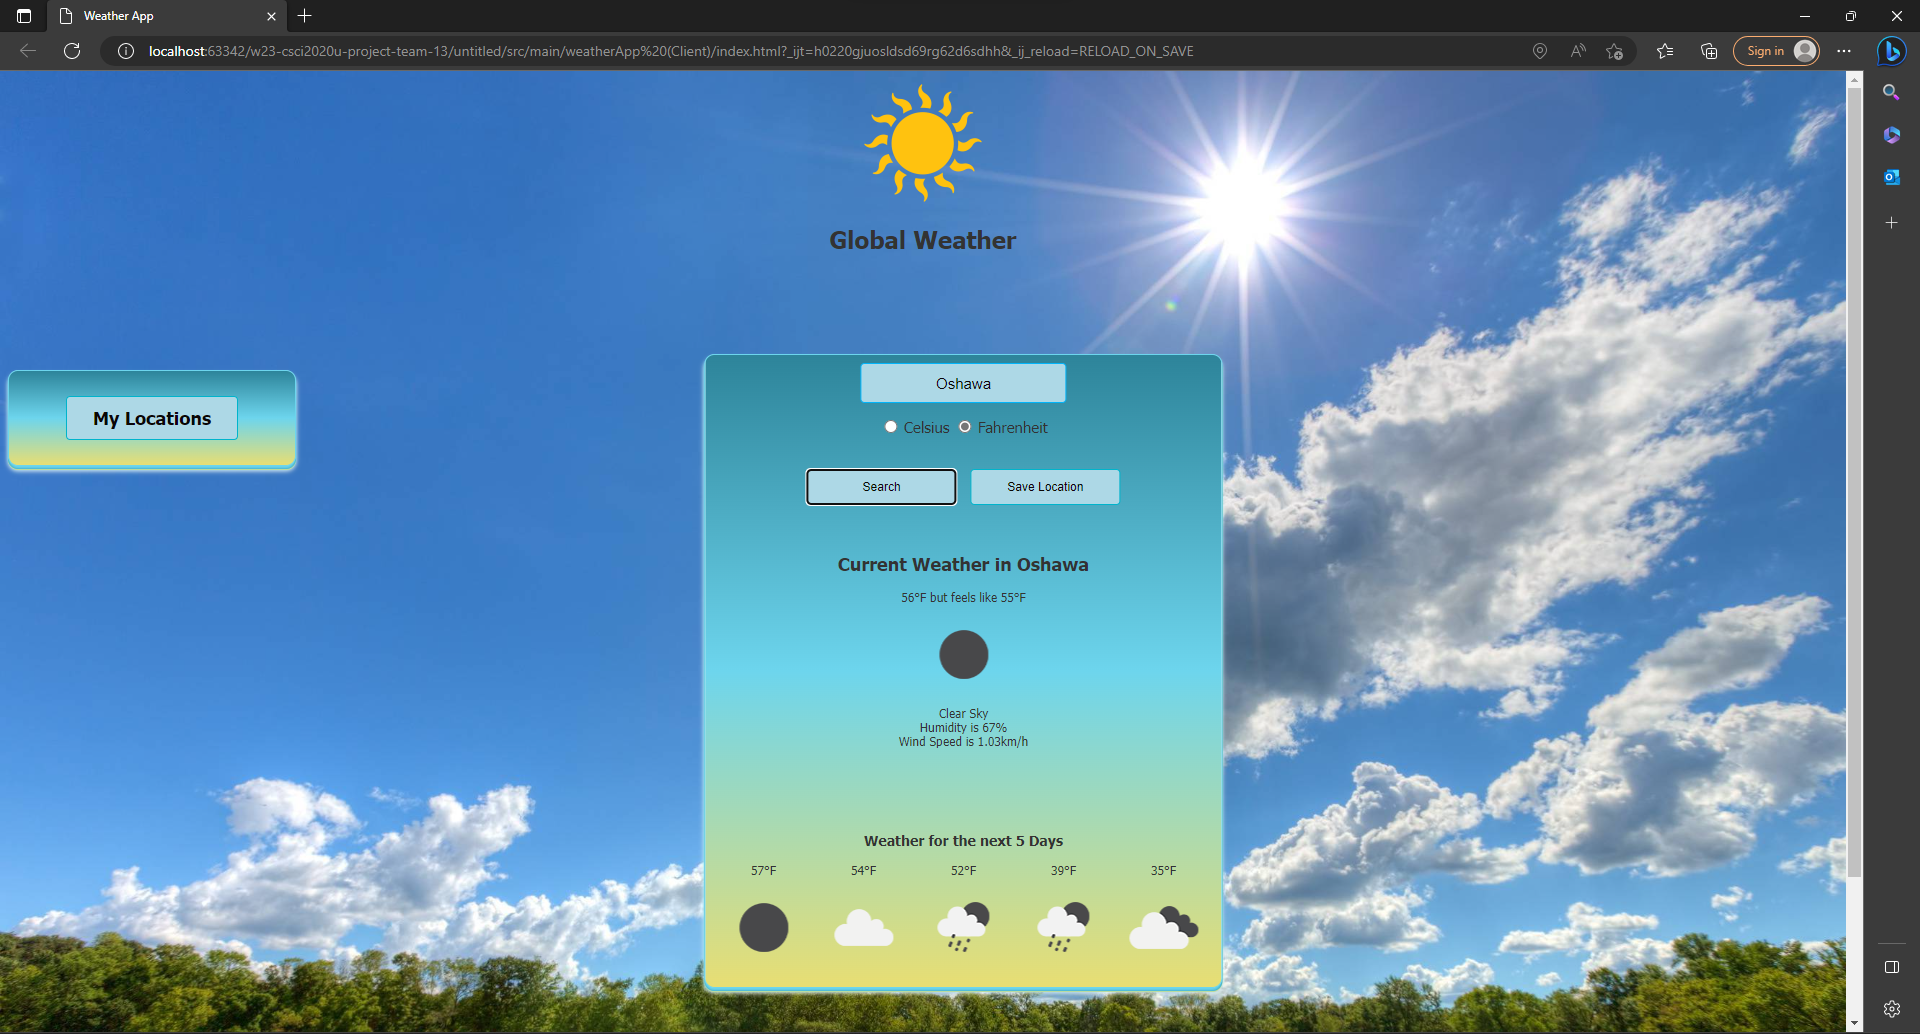 Weather App
localhost:63342/w23-csci2020u-project-team-13/untitled/src/main/weatherApp%20(Client)/index.html?_ijt=h0220gjuosldsd69rg62d6sdhh&_ij_reload=RELOAD_ON_SAVE
Sign in
Global Weather
My Locations
Oshawa
Celsius Fahrenheit
Search Save Location
Current Weather in Oshawa
56°F but feels like 55°F
Clear Sky
Humidity is 67%
Wind Speed is 1.03km/h
Weather for the next 5 Days
57°F 54°F 52°F 39°F 35°F